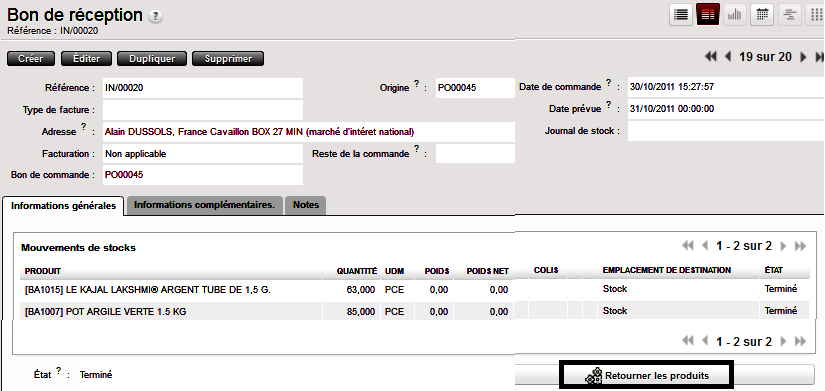 Bon de réception ?
Référence : IN/00020
Créer Éditer Dupliquer Supprimer 19 sur 20
Référence : IN/00020 Origine ? : PO00045 Date de commande ? : 30/10/2011 15:27:57
Type de facture : Date prévue ? : 31/10/2011 00:00:00
Adresse ? : Alain DUSSOLS, France Cavaillon BOX 27 MIN (marché d'intéret national) Journal de stock :
Facturation : Non applicable Reste de la commande ? :
Bon de commande : PO00045
Informations générales Informations complémentaires. Notes
Mouvements de stocks 1 - 2 sur 2
PRODUIT QUANTITÉ UDM POIDS POIDS NET COLIS EMPLACEMENT DE DESTINATION ÉTAT
[BA1015] LE KAJAL LAKSHMI® ARGENT TUBE DE 1,5 G. 63,000 PCE 0,00 0,00 Stock Terminé
[BA1007] POT ARGILE VERTE 1.5 KG 85,000 PCE 0,00 0,00 Stock Terminé
1 - 2 sur 2
État ? : Terminé Retourner les produits